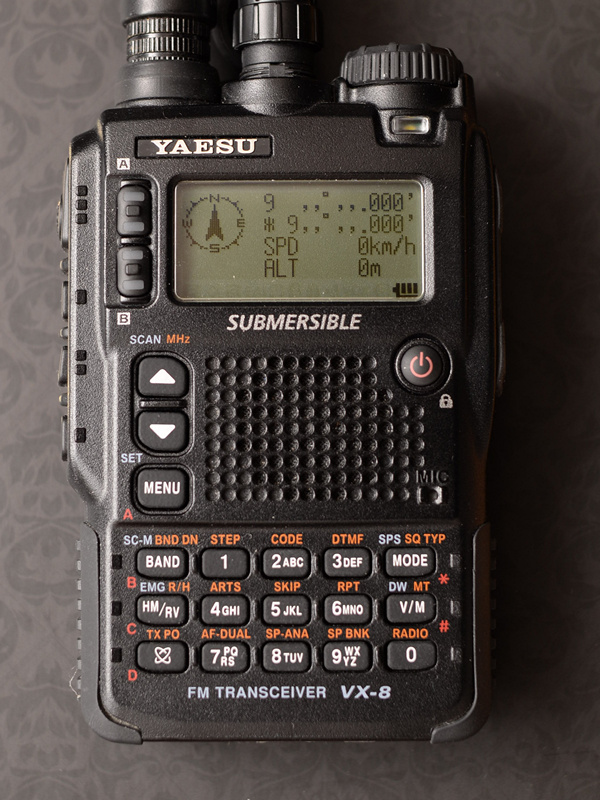 YAESU
A
N
W E
S
9 ,,°,,.000'
✻ 9,,°,,.000'
SPD 0km/h
ALT 0m
B
SUBMERSIBLE
SCAN MHz
SET
MENU
MIC
A
SC-M BND DN STEP CODE DTMF SPS SQ TYP
BAND 1 2ABC 3DEF MODE
B EMG R/H ARTS SKIP RPT DW MT *
HM/RV 4GHI 5JKL 6MNO V/M
C TX PO AF-DUAL SP-ANA SP BNK RADIO #
7PQRS 8TUV 9WXYZ 0
D
FM TRANSCEIVER VX-8